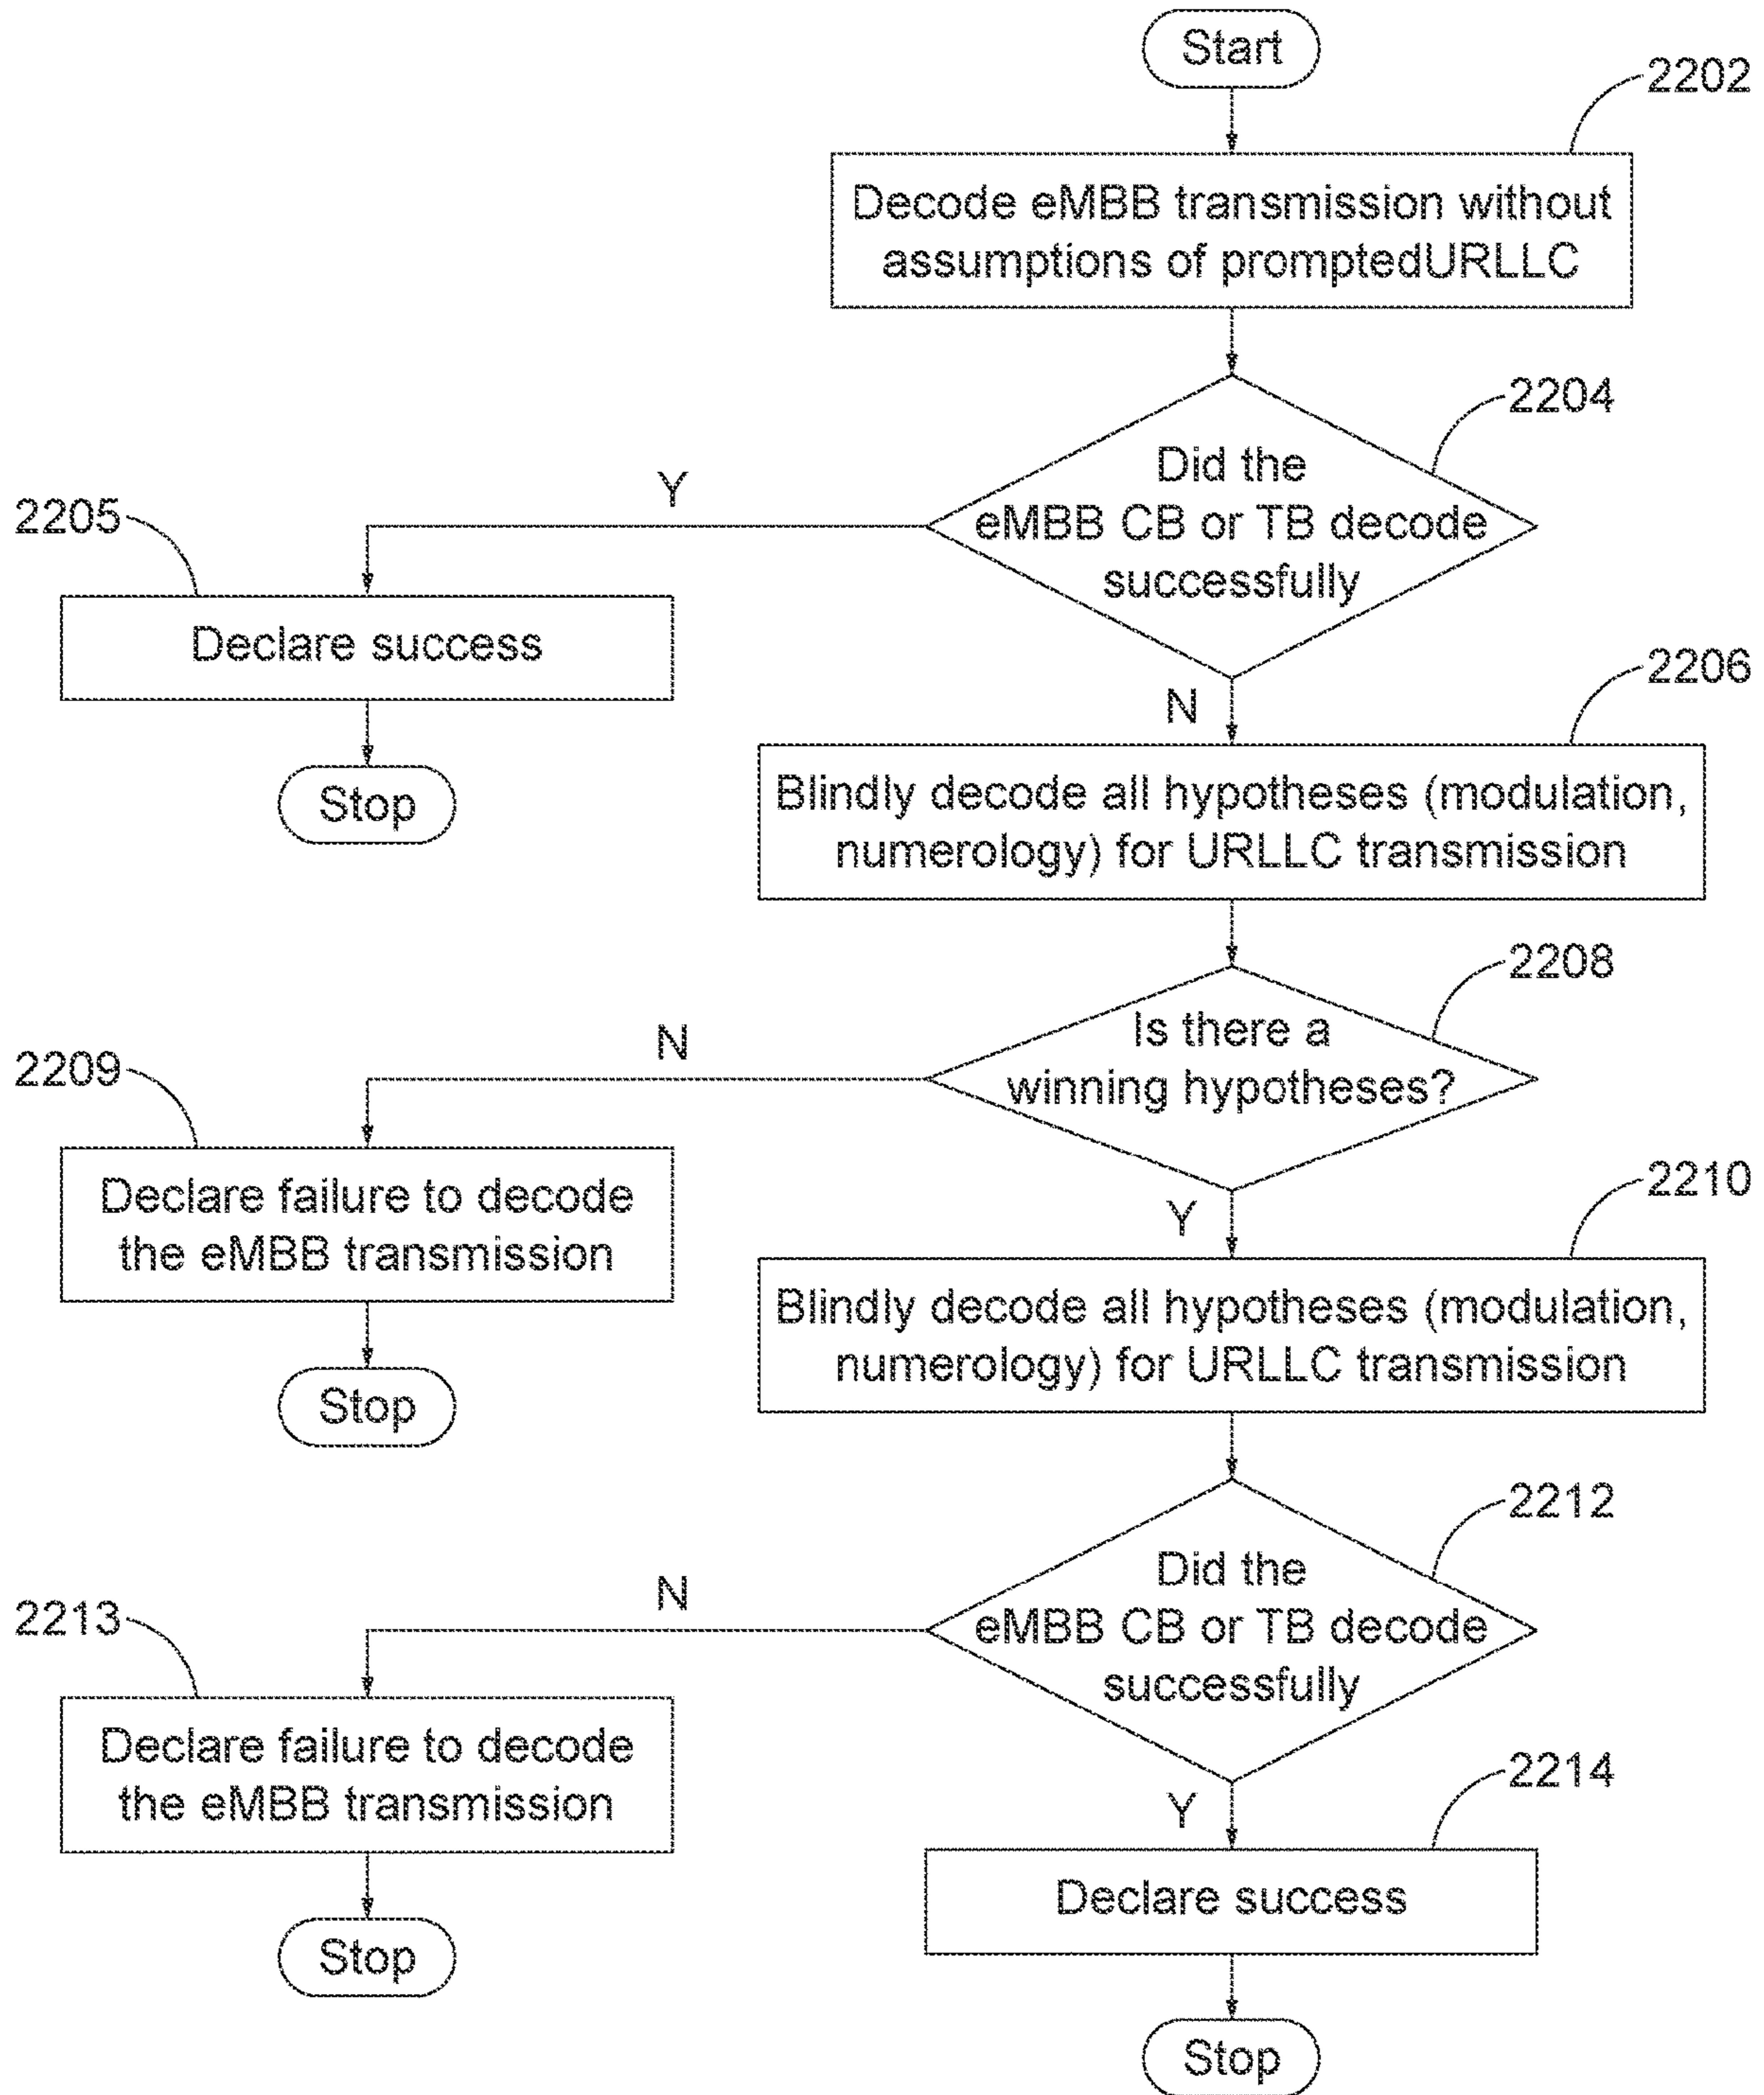 Start
2202
Decode eMBB transmission without
assumptions of promptedURLLC
2204
Did the
eMBB CB or TB decode
successfully
Y
2205
Declare success
Stop
N
2206
Blindly decode all hypotheses (modulation,
numerology) for URLLC transmission
2208
Is there a
winning hypotheses?
N
2209
Declare failure to decode
the eMBB transmission
Stop
Y
2210
Blindly decode all hypotheses (modulation,
numerology) for URLLC transmission
2212
Did the
eMBB CB or TB decode
successfully
N
2213
Declare failure to decode
the eMBB transmission
Stop
Y
2214
Declare success
Stop